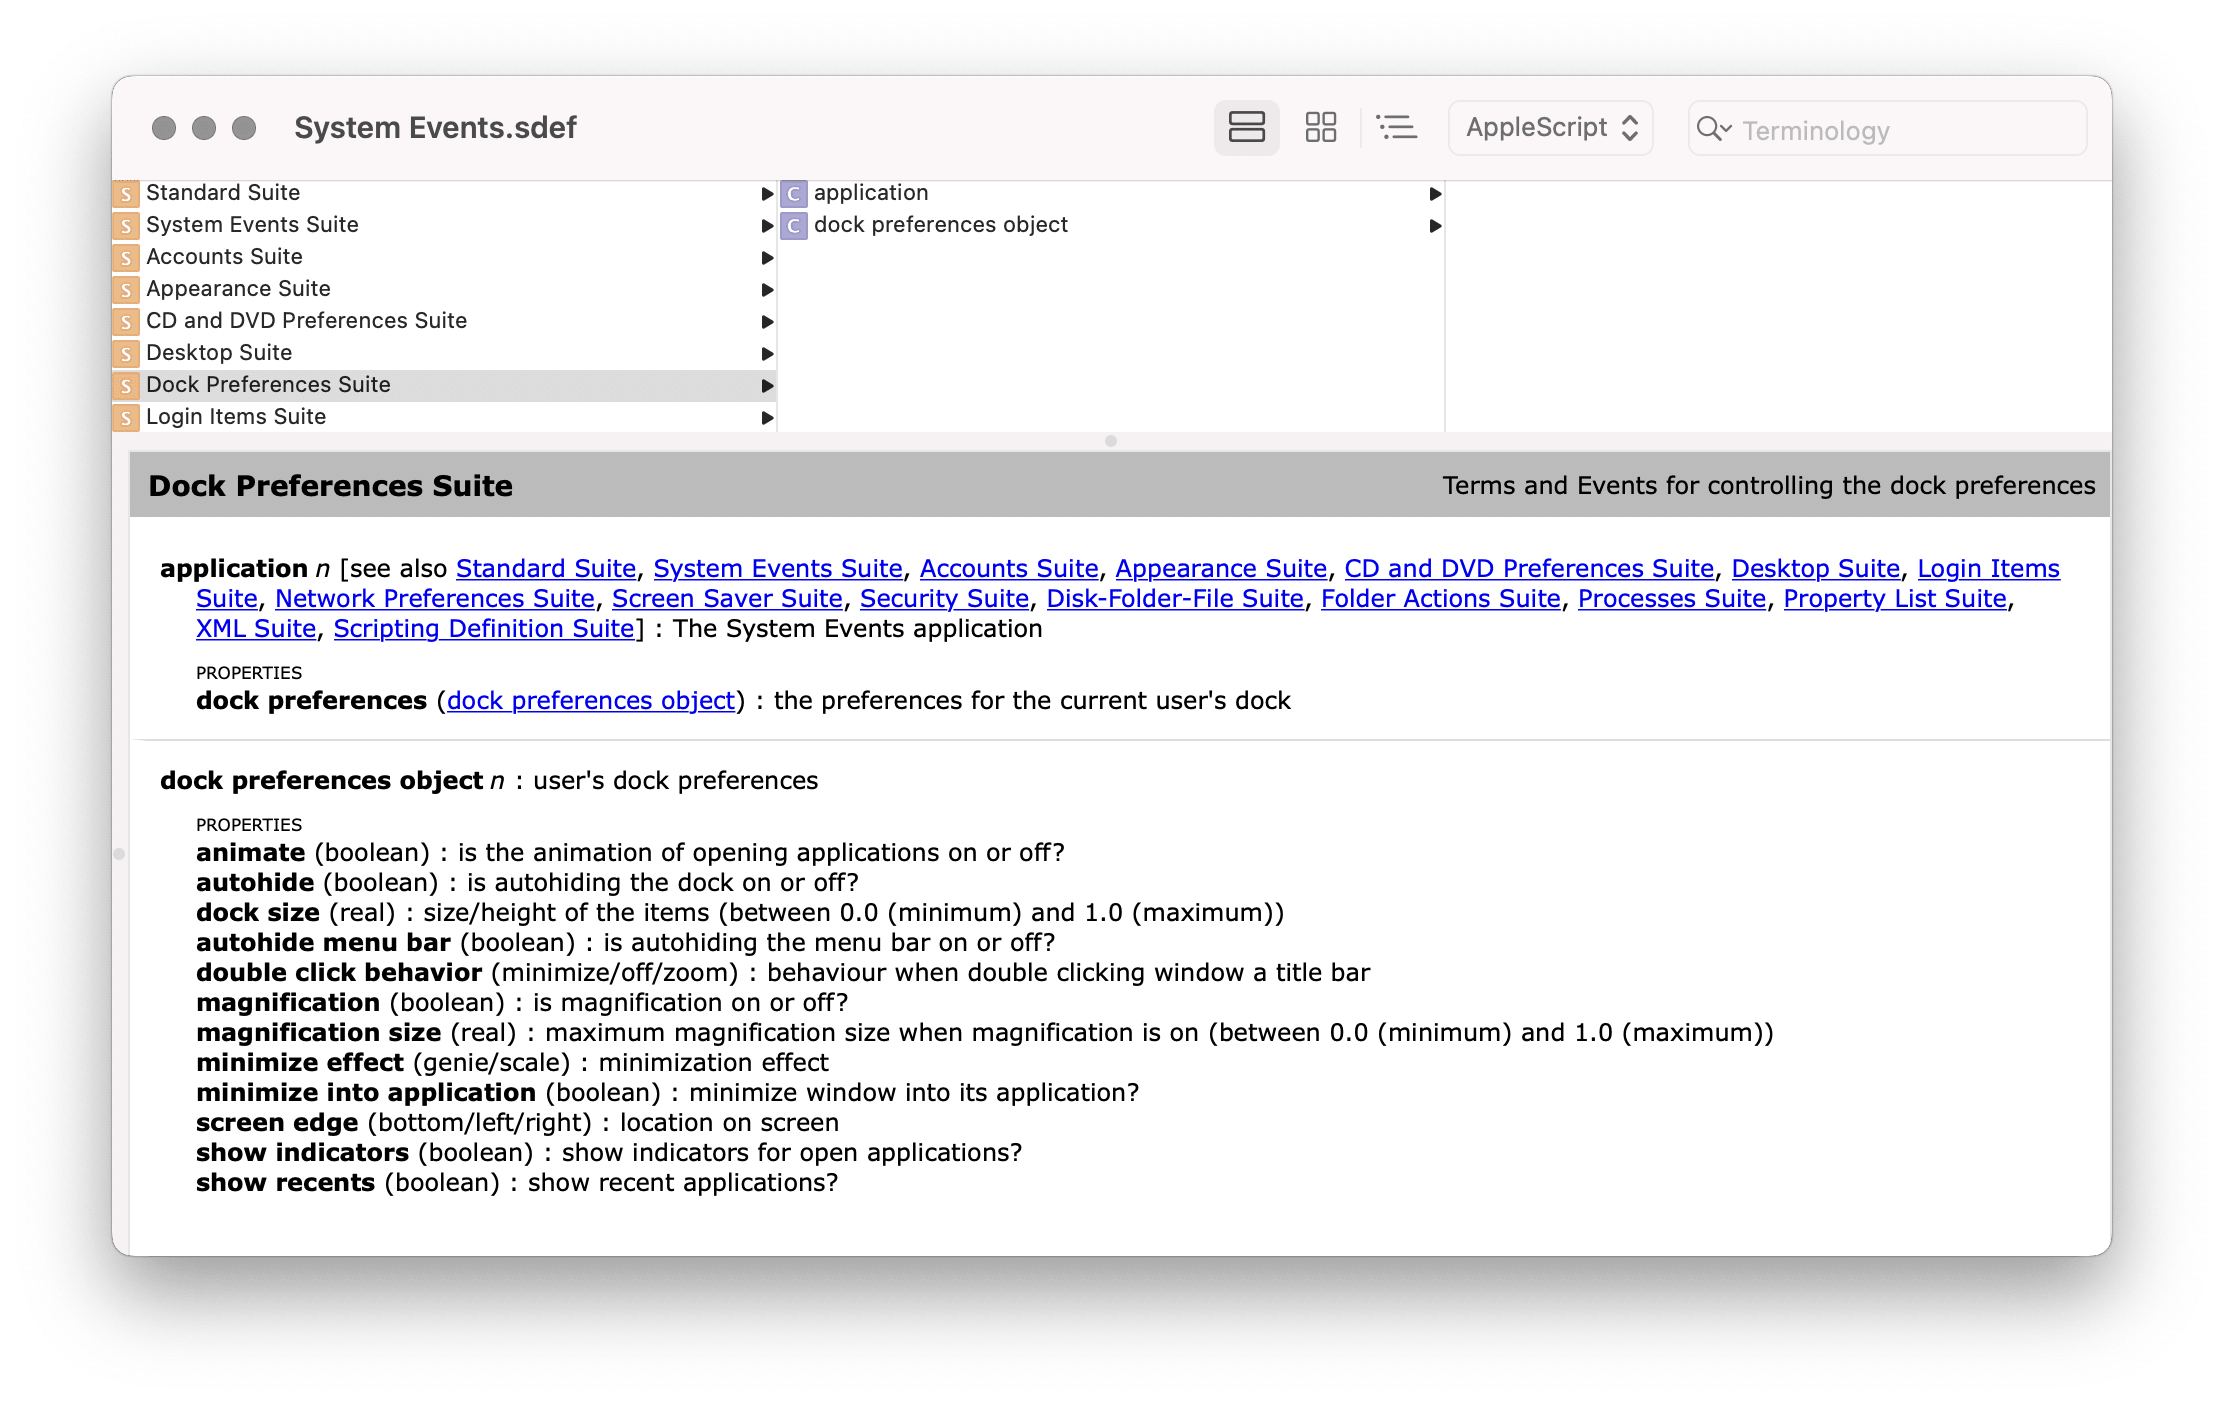 System Events.sdef
AppleScript
Terminology
S Standard Suite
S System Events Suite
S Accounts Suite
S Appearance Suite
S CD and DVD Preferences Suite
S Desktop Suite
S Dock Preferences Suite
S Login Items Suite
C application
C dock preferences object
Dock Preferences Suite
Terms and Events for controlling the dock preferences
application n [see also Standard Suite, System Events Suite, Accounts Suite, Appearance Suite, CD and DVD Preferences Suite, Desktop Suite, Login Items
Suite, Network Preferences Suite, Screen Saver Suite, Security Suite, Disk-Folder-File Suite, Folder Actions Suite, Processes Suite, Property List Suite,
XML Suite, Scripting Definition Suite] : The System Events application
PROPERTIES
dock preferences (dock preferences object) : the preferences for the current user's dock
dock preferences object n : user's dock preferences
PROPERTIES
animate (boolean) : is the animation of opening applications on or off?
autohide (boolean) : is autohiding the dock on or off?
dock size (real) : size/height of the items (between 0.0 (minimum) and 1.0 (maximum))
autohide menu bar (boolean) : is autohiding the menu bar on or off?
double click behavior (minimize/off/zoom) : behaviour when double clicking window a title bar
magnification (boolean) : is magnification on or off?
magnification size (real) : maximum magnification size when magnification is on (between 0.0 (minimum) and 1.0 (maximum))
minimize effect (genie/scale) : minimization effect
minimize into application (boolean) : minimize window into its application?
screen edge (bottom/left/right) : location on screen
show indicators (boolean) : show indicators for open applications?
show recents (boolean) : show recent applications?